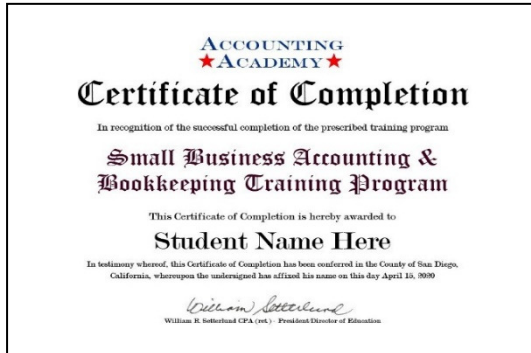 ACCOUNTING
★ACADEMY★
Certificate of Completion
In recognition of the successful completion of the prescribed training program
Small Business Accounting &
Bookkeeping Training Program
This Certificate of Completion is hereby awarded to
Student Name Here
In testimony whereof, this Certificate of Completion has been conferred in the County of San Diego,
California, whereupon the undersigned has affixed his name on this day April 15, 2020
William Setterlund
William R. Setterlund CPA (ret.) - President/Director of Education